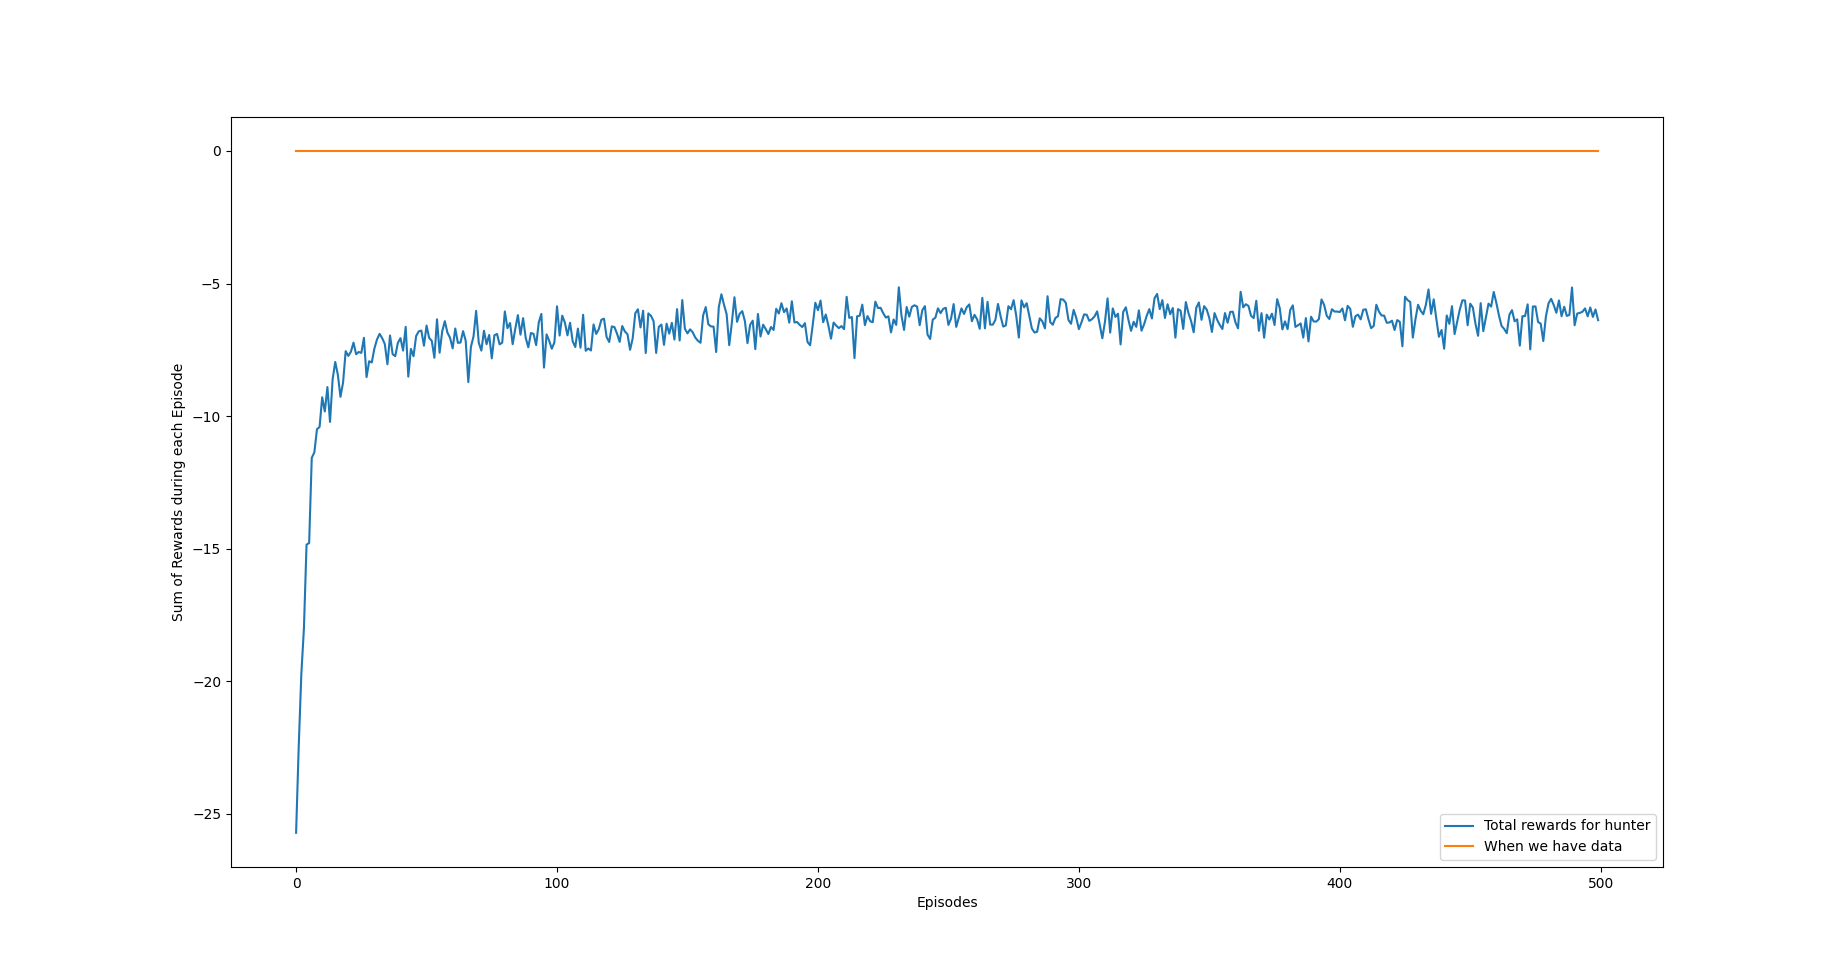 0
−5
−10
−15
−20
−25
Sum of Rewards during each Episode
Total rewards for hunter
When we have data
0 100 200 300 400 500
Episodes